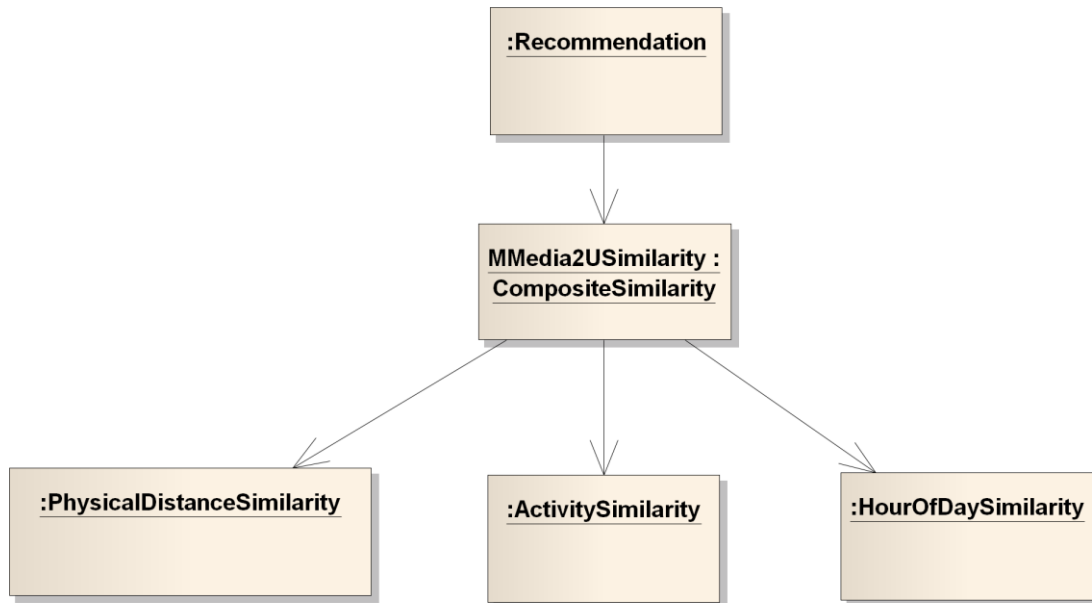 :Recommendation
MMedia2USimilarity :
CompositeSimilarity
:PhysicalDistanceSimilarity
:ActivitySimilarity
:HourOfDaySimilarity